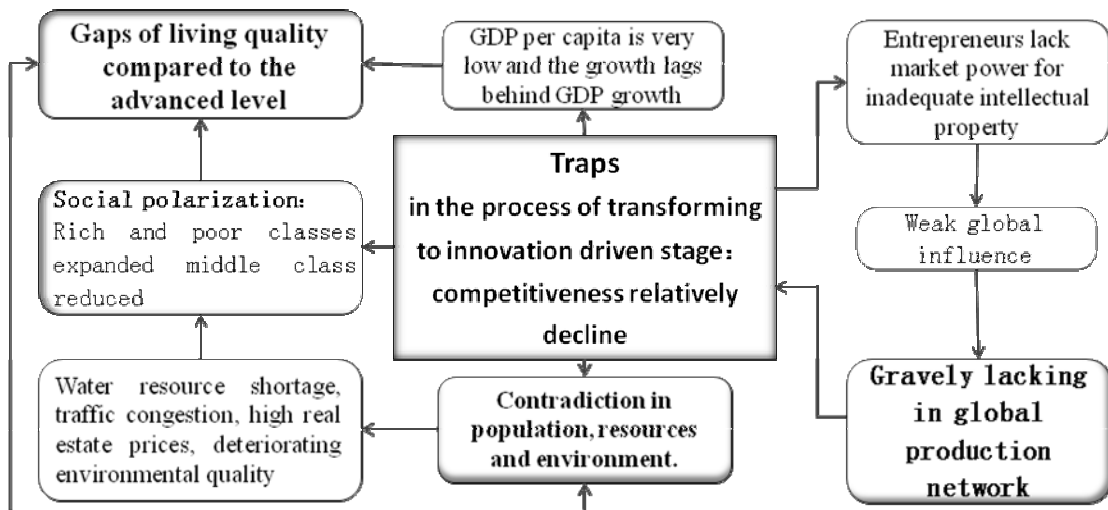 Gaps of living quality
compared to the
advanced level
GDP per capita is very
low and the growth lags
behind GDP growth
Entrepreneurs lack
market power for
inadequate intellectual
property
Traps
in the process of transforming
to innovation driven stage:
competitiveness relatively
decline
Social polarization:
Rich and poor classes
expanded middle class
reduced
Weak global
influence
Water resource shortage,
traffic congestion, high real
estate prices, deteriorating
environmental quality
Contradiction in
population, resources
and environment.
Gravely lacking
in global
production
network